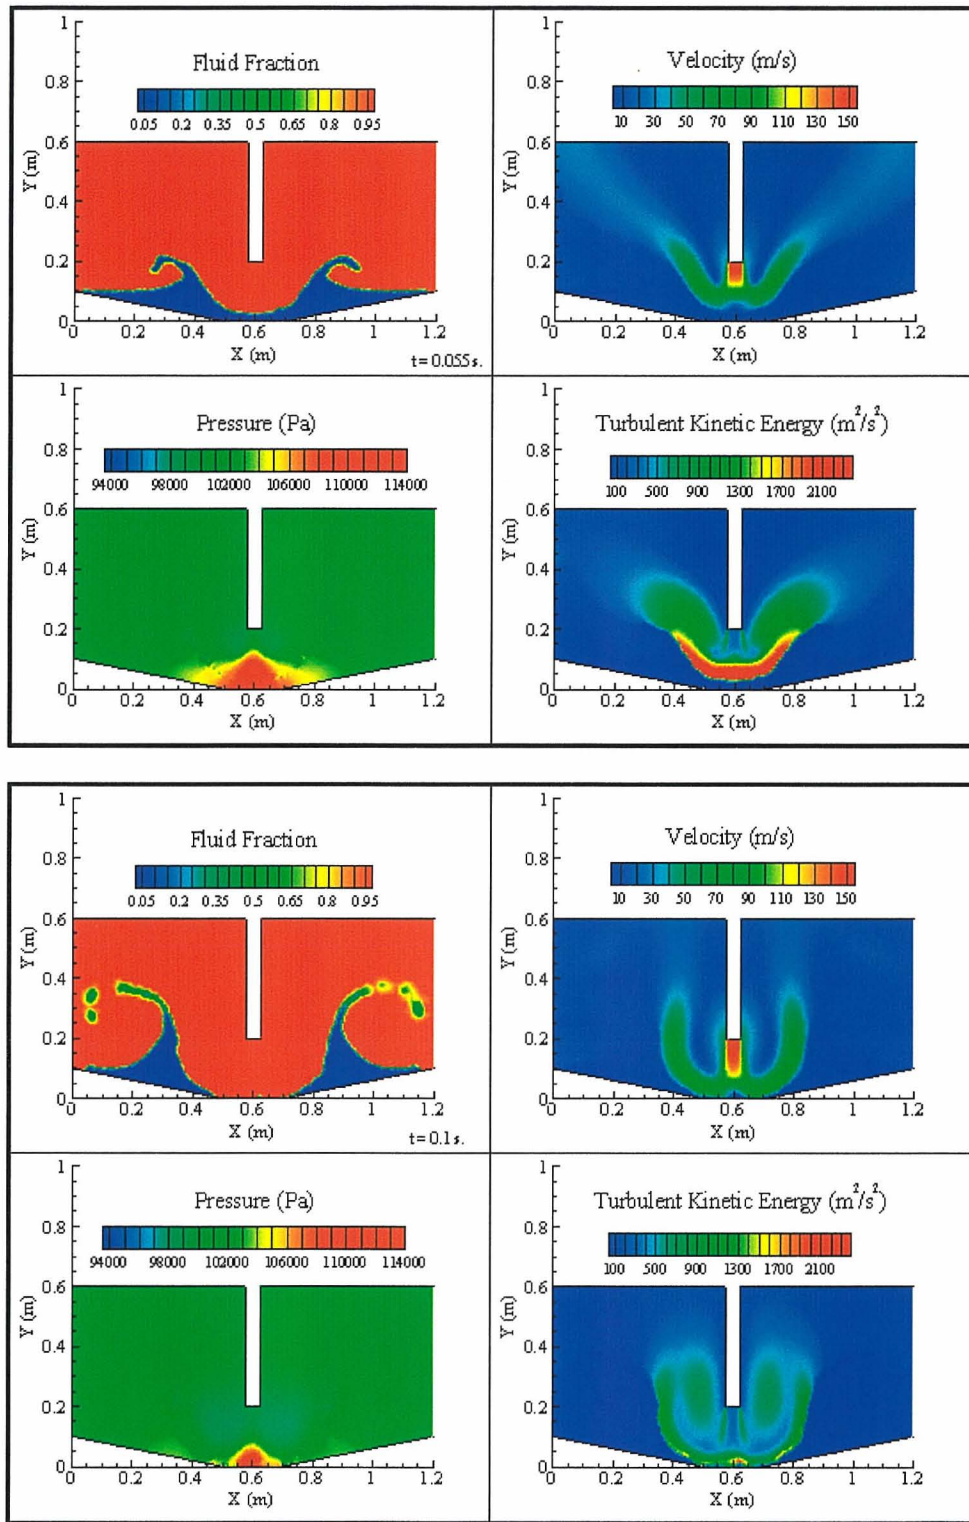 Fluid Fraction
0.05 0.2 0.35 0.5 0.65 0.8 0.95
Y (m)
1
0.8
0.6
0.4
0.2
0
0 0.2 0.4 0.6 0.8 1 1.2
X (m)
t= 0.055s.
Velocity (m/s)
10 30 50 70 90 110 130 150
Y (m)
1
0.8
0.6
0.4
0.2
0
0 0.2 0.4 0.6 0.8 1 1.2
X (m)
Pressure (Pa)
94000 98000 102000 106000 110000 114000
Y (m)
1
0.8
0.6
0.4
0.2
0
0 0.2 0.4 0.6 0.8 1 1.2
X (m)
Turbulent Kinetic Energy (m²/s²)
100 500 900 1300 1700 2100
Y (m)
1
0.8
0.6
0.4
0.2
0
0 0.2 0.4 0.6 0.8 1 1.2
X (m)
Fluid Fraction
0.05 0.2 0.35 0.5 0.65 0.8 0.95
Y (m)
1
0.8
0.6
0.4
0.2
0
0 0.2 0.4 0.6 0.8 1 1.2
X (m)
t= 0.1s.
Velocity (m/s)
10 30 50 70 90 110 130 150
Y (m)
1
0.8
0.6
0.4
0.2
0
0 0.2 0.4 0.6 0.8 1 1.2
X (m)
Pressure (Pa)
94000 98000 102000 106000 110000 114000
Y (m)
1
0.8
0.6
0.4
0.2
0
0 0.2 0.4 0.6 0.8 1 1.2
X (m)
Turbulent Kinetic Energy (m²/s²)
100 500 900 1300 1700 2100
Y (m)
1
0.8
0.6
0.4
0.2
0
0 0.2 0.4 0.6 0.8 1 1.2
X (m)